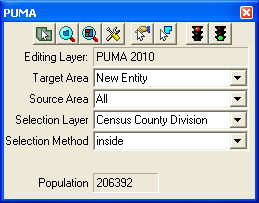 PUMA
Editing Layer: PUMA 2010
Target Area New Entity
Source Area All
Selection Layer Census County Division
Selection Method inside
Population 206392